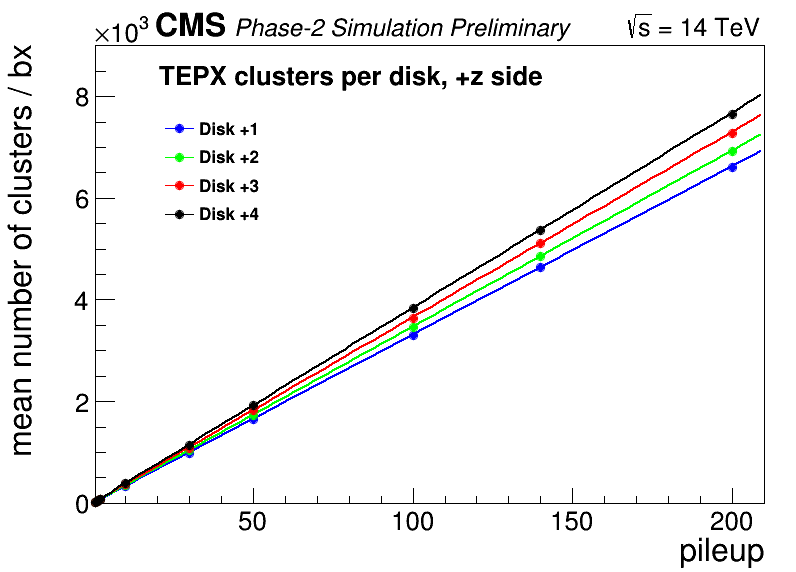 ×10³ CMS Phase-2 Simulation Preliminary √s = 14 TeV
TEPX clusters per disk, +z side
Disk +1
Disk +2
Disk +3
Disk +4
mean number of clusters / bx
8
6
4
2
0
50 100 150 200
pileup